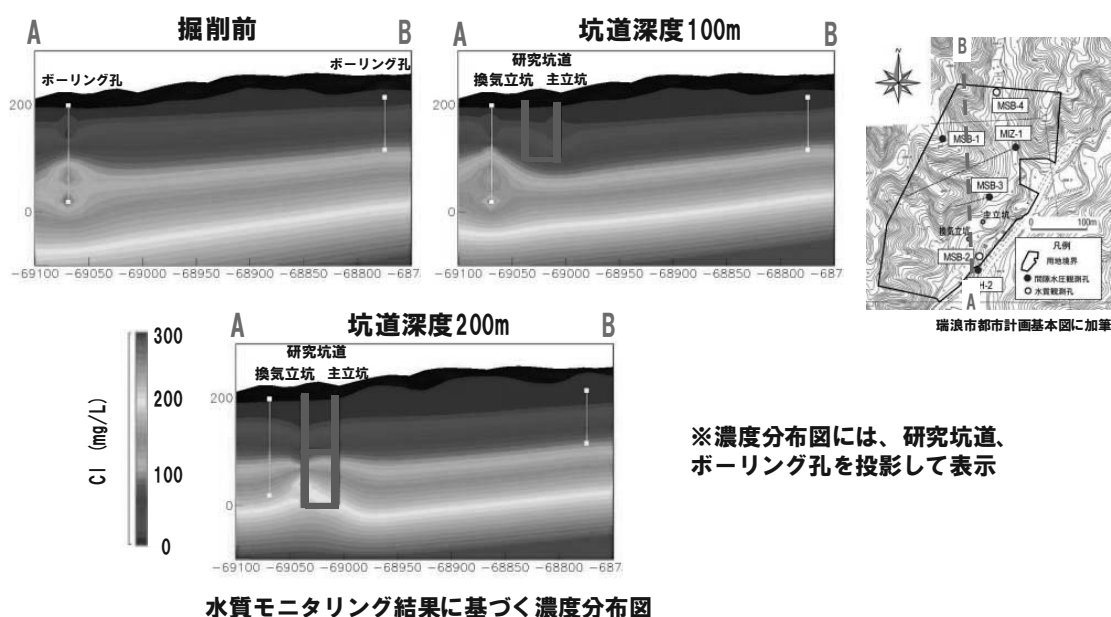 掘削前
A
B
ボーリング孔
ボーリング孔
200
0
-69100 -69050 -69000 -68950 -68900 -68850 -68800 -687
坑道深度100m
A
B
研究坑道
換気立坑 主立坑
200
0
-69100 -69050 -69000 -68950 -68900 -68850 -68800 -687
B
N
MSB-4
MSB-1
MIZ-1
MSB-3
主立坑
換気立坑
MSB-2
H-2
A
0 100m
凡例
用地境界
間隙水圧観測孔
水質観測孔
瑞浪市都市計画基本図に加筆
坑道深度200m
A
B
研究坑道
換気立坑 主立坑
200
0
-69100 -69050 -69000 -68950 -68900 -68850 -68800 -687
Cl (mg/L)
300
200
100
0
※濃度分布図には、研究坑道、
ボーリング孔を投影して表示
水質モニタリング結果に基づく濃度分布図